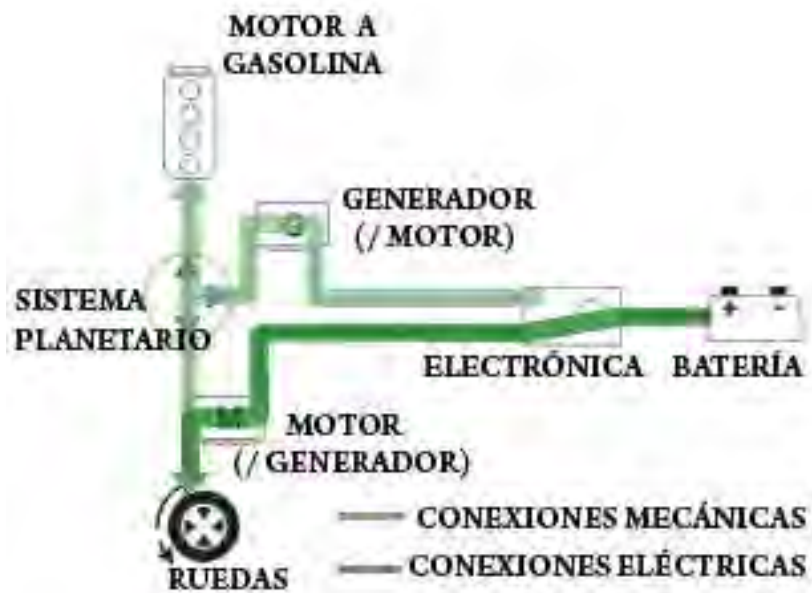 MOTOR A
GASOLINA
GENERADOR
(/ MOTOR)
G
SISTEMA
PLANETARIO
+ -
ELECTRÓNICA
BATERÍA
M
MOTOR
(/ GENERADOR)
RUEDAS
CONEXIONES MECÁNICAS
CONEXIONES ELÉCTRICAS